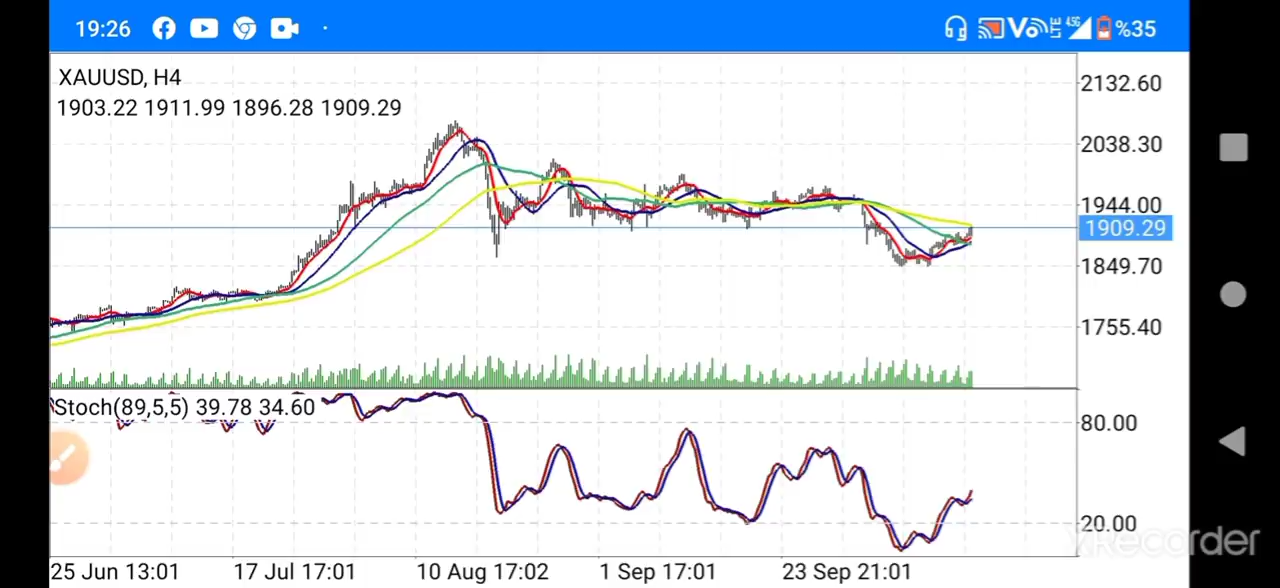 19:26 VoLTE 4.5G %35
XAUUSD, H4
1903.22 1911.99 1896.28 1909.29
2132.60
2038.30
1944.00
1909.29
1849.70
1755.40
Stoch(89,5,5) 39.78 34.60
80.00
20.00
Recorder
25 Jun 13:01 17 Jul 17:01 10 Aug 17:02 1 Sep 17:01 23 Sep 21:01